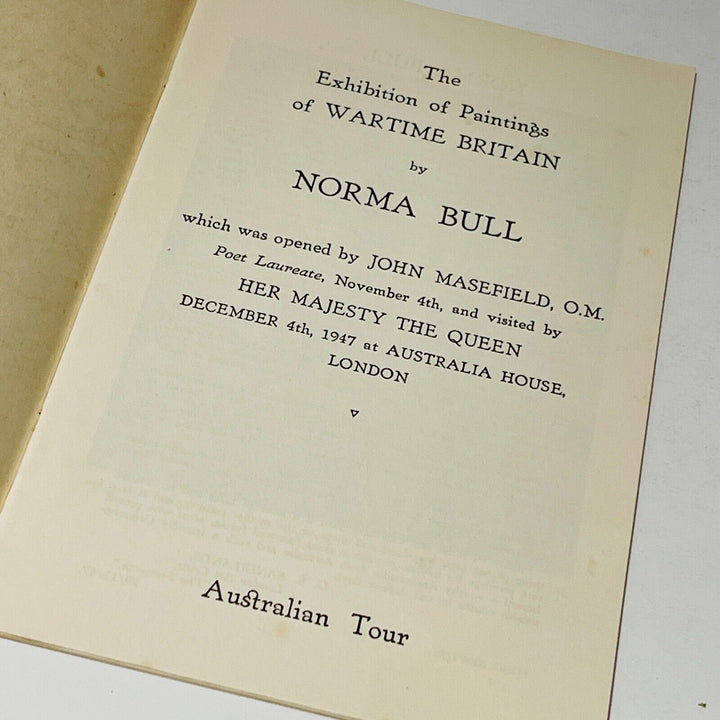 The
Exhibition of Paintings
of WARTIME BRITAIN
by
NORMA BULL
which was opened by JOHN MASEFIELD, O.M.
Poet Laureate, November 4th, and visited by
HER MAJESTY THE QUEEN
DECEMBER 4th, 1947 at AUSTRALIA HOUSE,
LONDON
Australian Tour